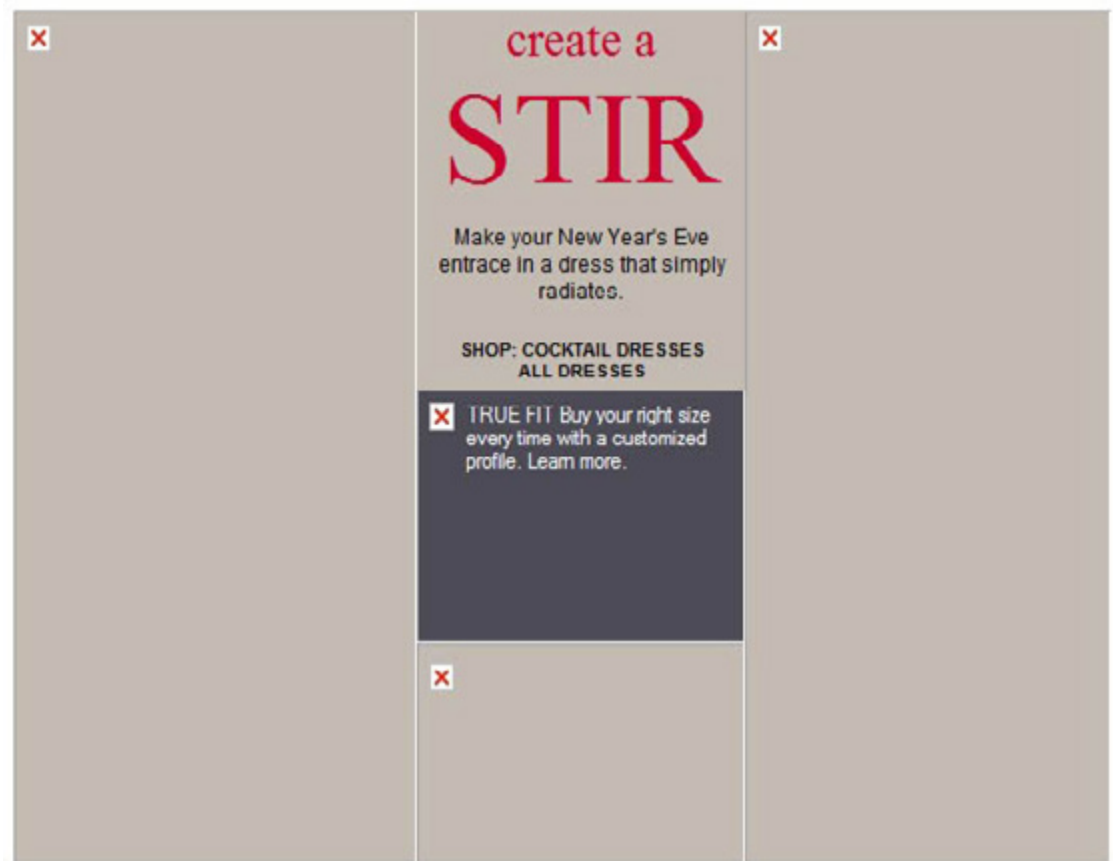 create a
STIR
Make your New Year's Eve
entrace in a dress that simply
radiates.
SHOP: COCKTAIL DRESSES
ALL DRESSES
TRUE FIT Buy your right size
every time with a customized
profile. Learn more.